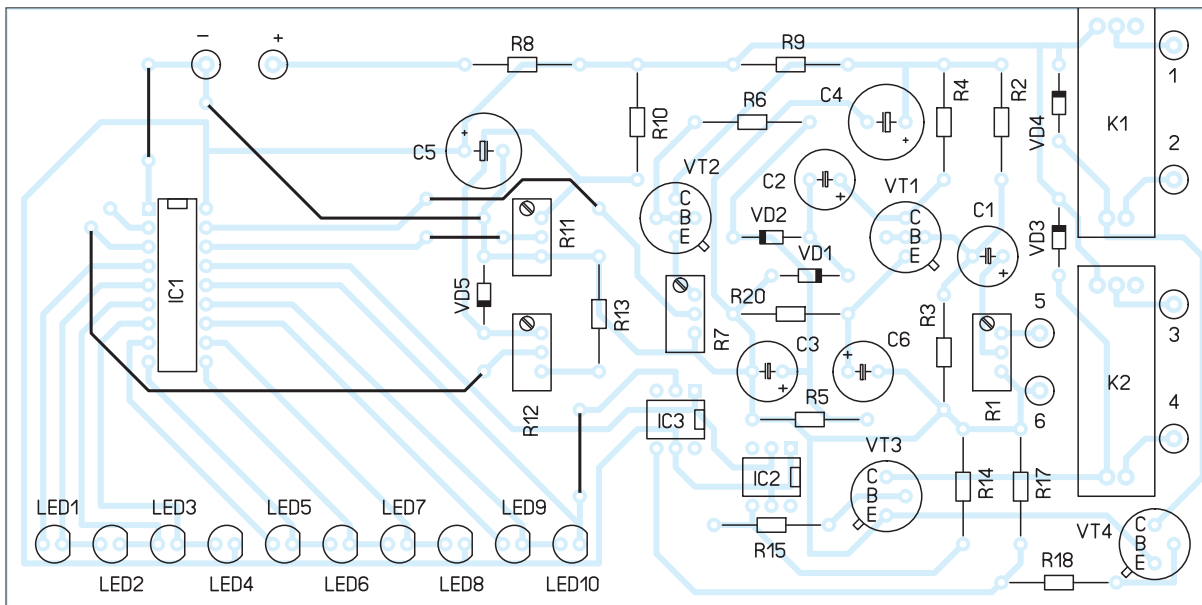 - +
R8
R9
R10
R6
C4
R4
R2
VD4
K1
1
2
C5
VT2
C
B
E
C2
VT1
C
B
E
C1
VD2
VD1
VD3
IC1
R11
VD5
R13
R7
R20
R3
5
3
R12
C3
C6
R1
6
K2
4
IC3
R5
IC2
VT3
C
B
E
R14
R17
R15
VT4
C
B
E
R18
LED1 LED3 LED5 LED7 LED9
LED2 LED4 LED6 LED8 LED10